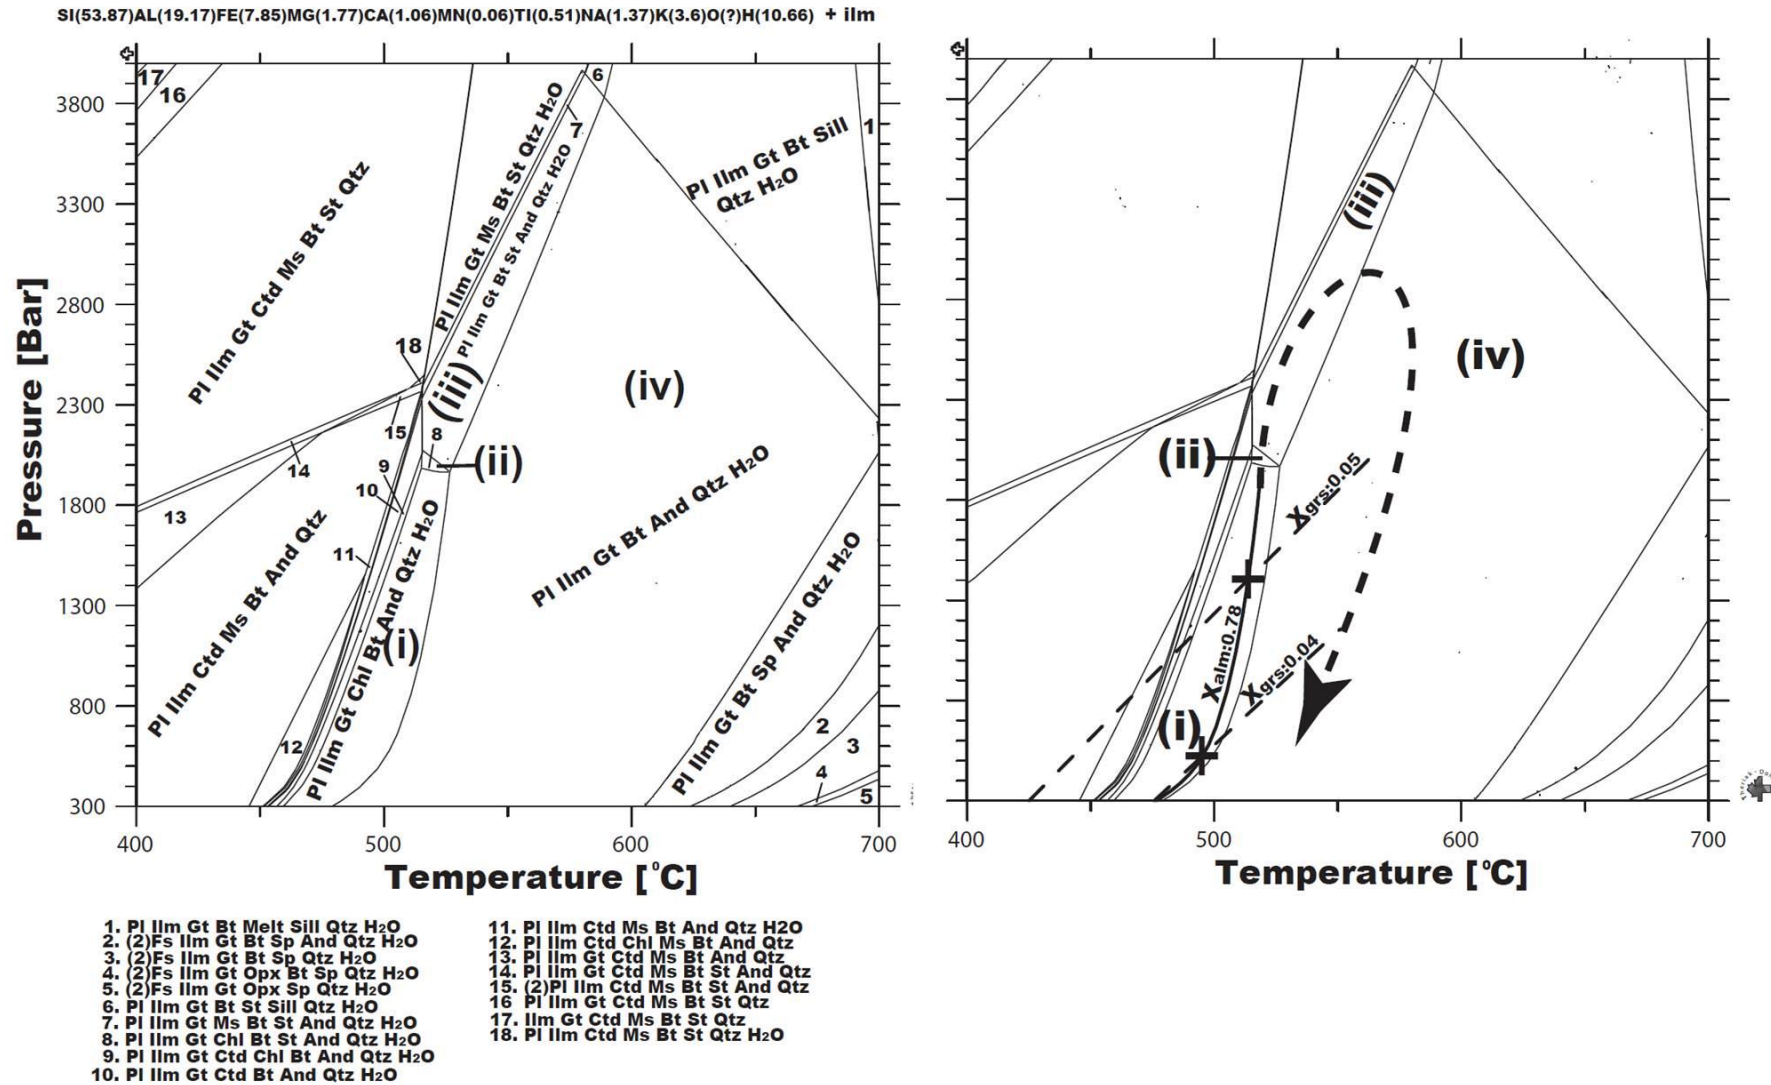 SI(53.87)AL(19.17)FE(7.85)MG(1.77)CA(1.06)MN(0.06)TI(0.51)NA(1.37)K(3.6)O(?)H(10.66) + ilm
17
16
6
7
1
3800
3300
2800
2300
1800
1300
800
300
Pressure [Bar]
Pl Ilm Gt Ctd Ms Bt St Qtz
Pl Ilm Gt Ms Bt St Qtz H₂O
Pl Ilm Gt Bt St And Qtz H2O
Pl Ilm Gt Bt Sill
Qtz H₂O
18
(iii)
(iv)
15
8
14
9
(ii)
10
13
11
Pl Ilm Ctd Ms Bt And Qtz
Pl Ilm Gt Chl Bt And Qtz H₂O
Pl Ilm Gt Bt And Qtz H₂O
Pl Ilm Gt Bt Sp And Qtz H₂O
(i)
12
2
3
4
5
400
500
600
700
Temperature [°C]
(iii)
(iv)
(ii)
Xgrs:0.05
Xalm:0.78
Xgrs:0.04
(i)
400
500
600
700
Temperature [°C]
1. Pl Ilm Gt Bt Melt Sill Qtz H₂O
2. (2)Fs Ilm Gt Bt Sp And Qtz H₂O
3. (2)Fs Ilm Gt Bt Sp Qtz H₂O
4. (2)Fs Ilm Gt Opx Bt Sp Qtz H₂O
5. (2)Fs Ilm Gt Opx Sp Qtz H₂O
6. Pl Ilm Gt Bt St Sill Qtz H₂O
7. Pl Ilm Gt Ms Bt St And Qtz H₂O
8. Pl Ilm Gt Chl Bt St And Qtz H₂O
9. Pl Ilm Gt Ctd Chl Bt And Qtz H₂O
10. Pl Ilm Gt Ctd Bt And Qtz H₂O
11. Pl Ilm Ctd Ms Bt And Qtz H2O
12. Pl Ilm Ctd Chl Ms Bt And Qtz
13. Pl Ilm Gt Ctd Ms Bt And Qtz
14. Pl Ilm Gt Ctd Ms Bt St And Qtz
15. (2)Pl Ilm Ctd Ms Bt St And Qtz
16 Pl Ilm Gt Ctd Ms Bt St Qtz
17. Ilm Gt Ctd Ms Bt St Qtz
18. Pl Ilm Ctd Ms Bt St Qtz H₂O